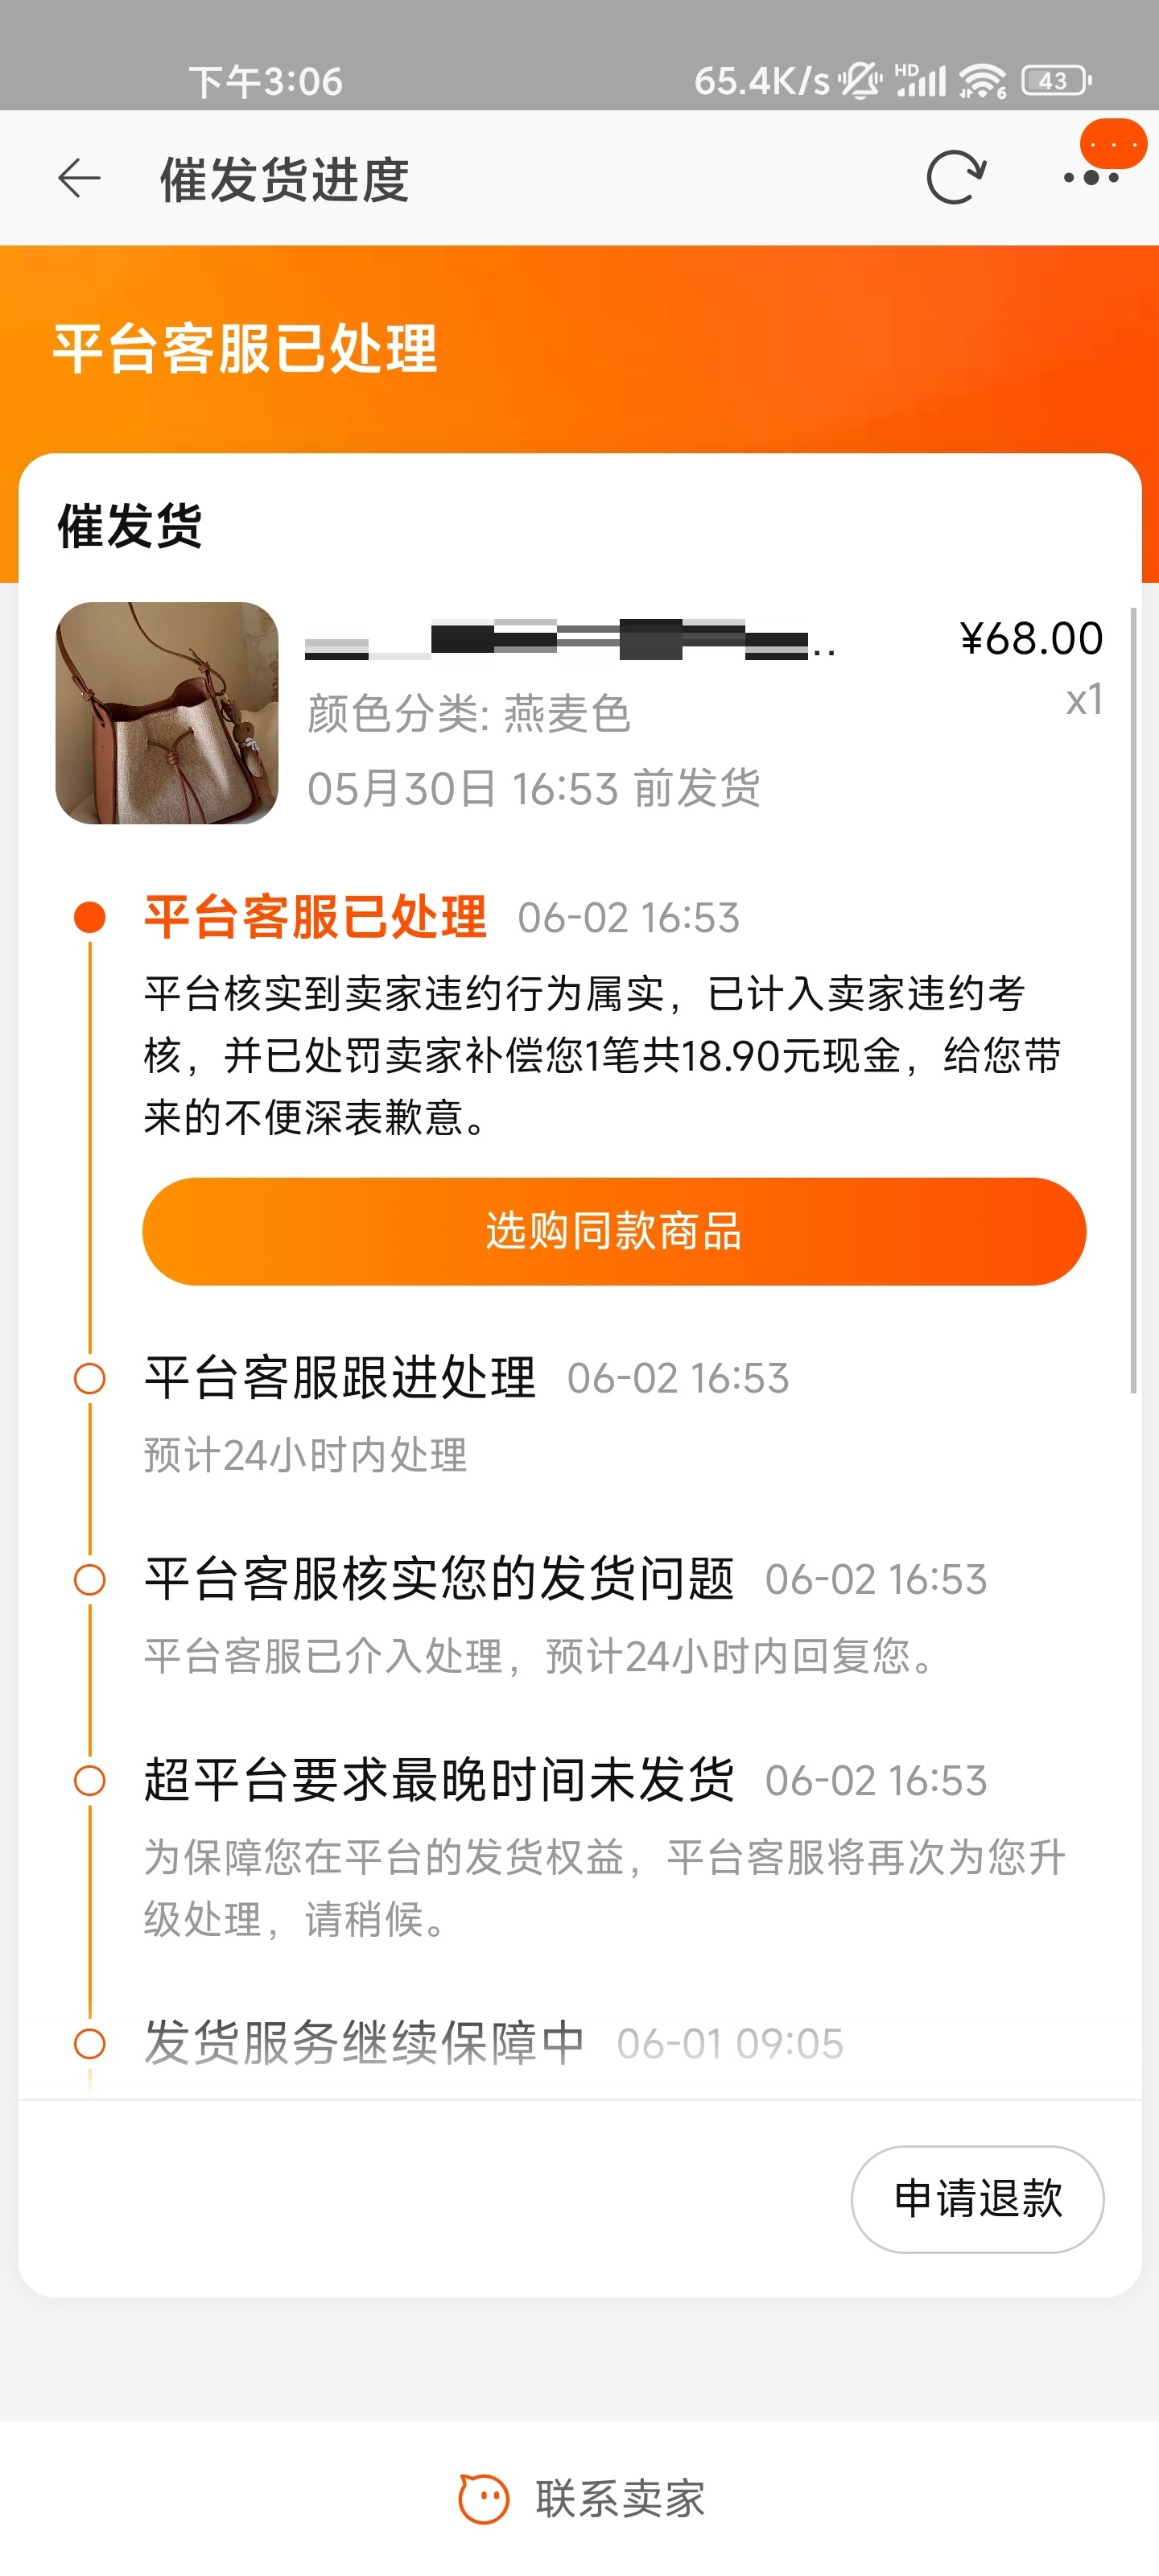 下午3:06
65.4K/s
HD
6
43
催发货进度
平台客服已处理
催发货
¥68.00
x1
颜色分类: 燕麦色
05月30日 16:53 前发货
平台客服已处理 06-02 16:53
平台核实到卖家违约行为属实，已计入卖家违约考
核，并已处罚卖家补偿您1笔共18.90元现金，给您带
来的不便深表歉意。
选购同款商品
平台客服跟进处理 06-02 16:53
预计24小时内处理
平台客服核实您的发货问题 06-02 16:53
平台客服已介入处理，预计24小时内回复您。
超平台要求最晚时间未发货 06-02 16:53
为保障您在平台的发货权益，平台客服将再次为您升
级处理，请稍候。
发货服务继续保障中 06-01 09:05
申请退款
联系卖家